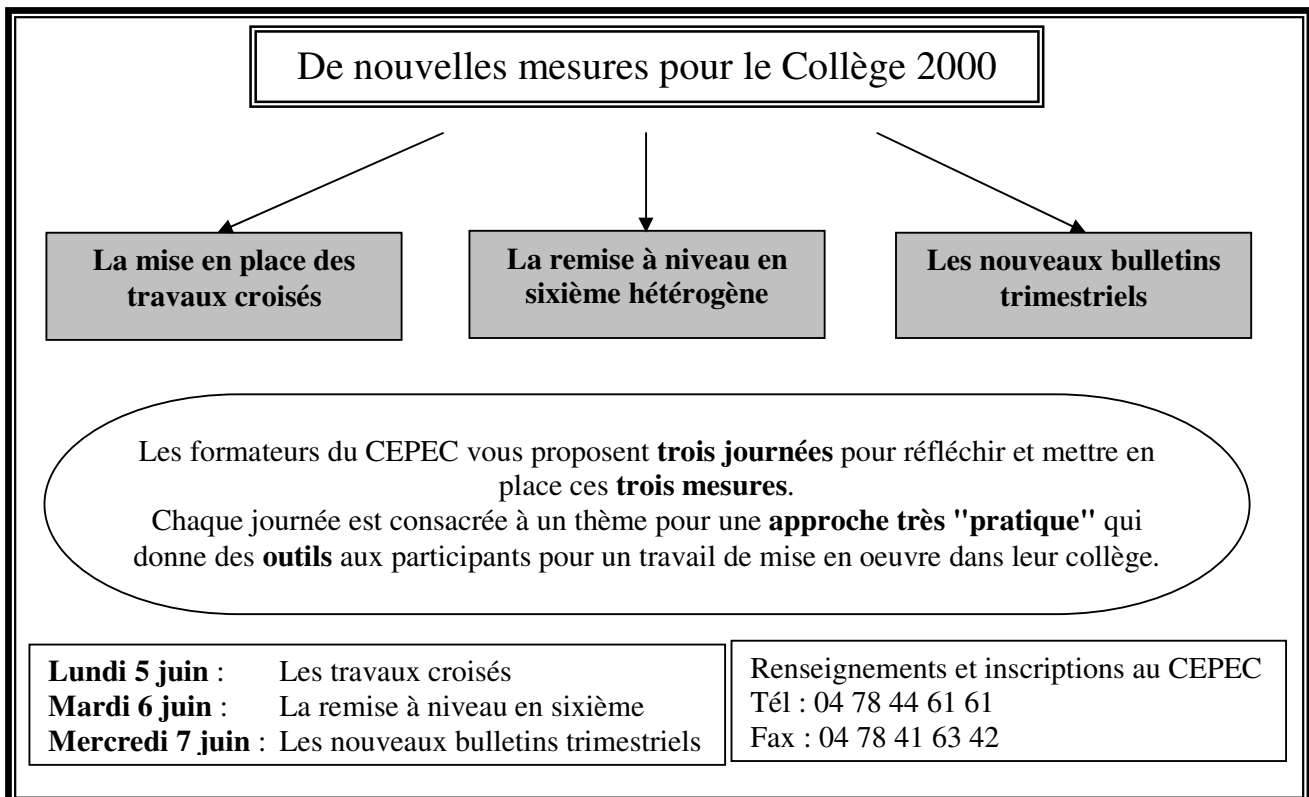 De nouvelles mesures pour le Collège 2000
La mise en place des
travaux croisés
La remise à niveau en
sixième hétérogène
Les nouveaux bulletins
trimestriels
Les formateurs du CEPEC vous proposent trois journées pour réfléchir et mettre en
place ces trois mesures.
Chaque journée est consacrée à un thème pour une approche très "pratique" qui
donne des outils aux participants pour un travail de mise en oeuvre dans leur collège.
Lundi 5 juin : Les travaux croisés
Mardi 6 juin : La remise à niveau en sixième
Mercredi 7 juin : Les nouveaux bulletins trimestriels
Renseignements et inscriptions au CEPEC
Tél : 04 78 44 61 61
Fax : 04 78 41 63 42